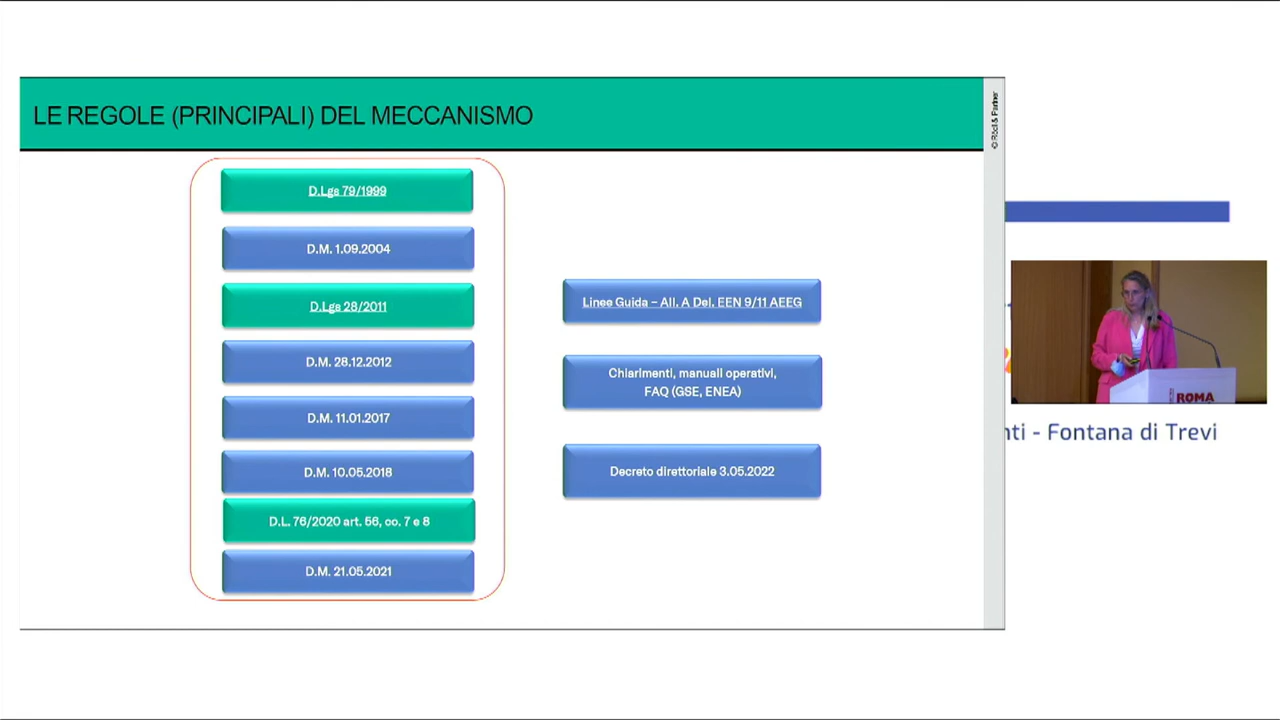 LE REGOLE (PRINCIPALI) DEL MECCANISMO
© Rödl & Partner
D.Lgs 79/1999
D.M. 1.09.2004
D.Lgs 28/2011
D.M. 28.12.2012
D.M. 11.01.2017
D.M. 10.05.2018
D.L. 76/2020 art. 56, co. 7 e 8
D.M. 21.05.2021
Linee Guida – All. A Del. EEN 9/11 AEEG
Chiarimenti, manuali operativi,
FAQ (GSE, ENEA)
Decreto direttoriale 3.05.2022
ROMA
nti - Fontana di Trevi